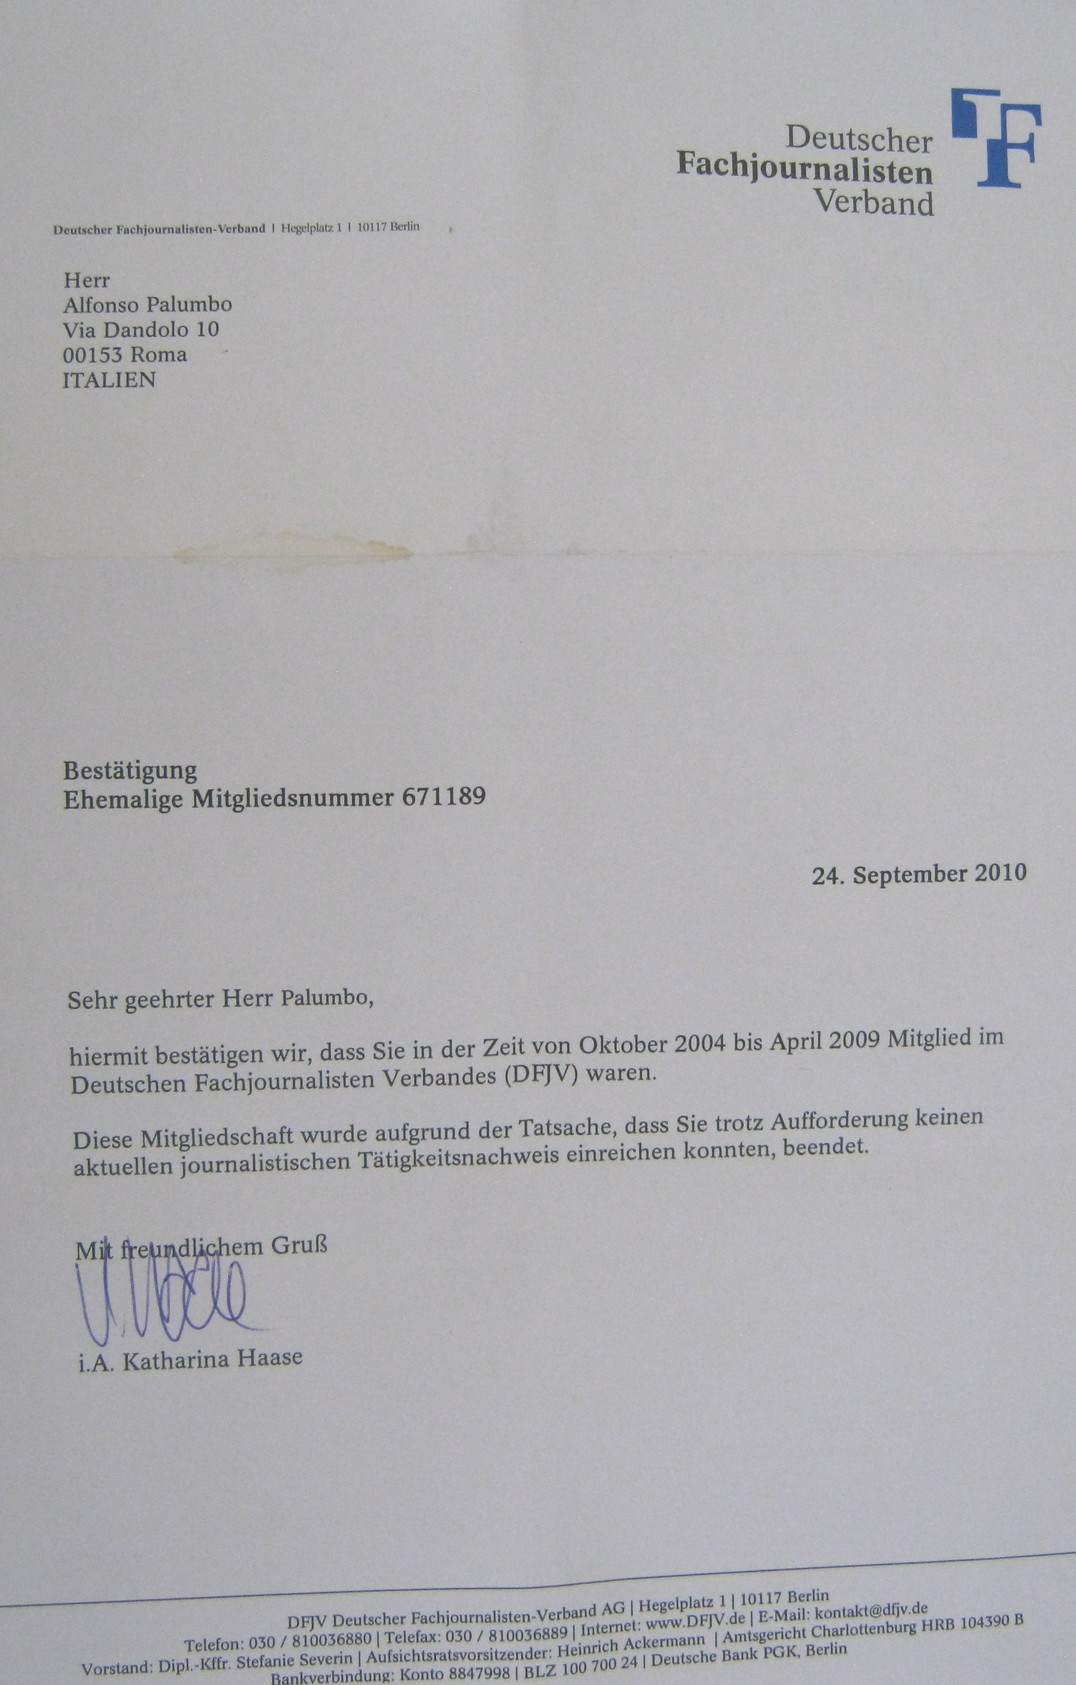 Deutscher
Fachjournalisten
Verband
Deutscher Fachjournalisten-Verband | Hegelplatz 1 | 10117 Berlin
Herr
Alfonso Palumbo
Via Dandolo 10
00153 Roma
ITALIEN
Bestätigung
Ehemalige Mitgliedsnummer 671189
24. September 2010
Sehr geehrter Herr Palumbo,
hiermit bestätigen wir, dass Sie in der Zeit von Oktober 2004 bis April 2009 Mitglied im
Deutschen Fachjournalisten Verbandes (DFJV) waren.
Diese Mitgliedschaft wurde aufgrund der Tatsache, dass Sie trotz Aufforderung keinen
aktuellen journalistischen Tätigkeitsnachweis einreichen konnten, beendet.
Mit freundlichem Gruß
i.A. Katharina Haase
DFJV Deutscher Fachjournalisten-Verband AG | Hegelplatz 1 | 10117 Berlin
Telefon: 030 / 810036880 | Telefax: 030 / 810036889 | Internet: www.DFJV.de | E-Mail: kontakt@dfjv.de
Vorstand: Dipl.-Kffr. Stefanie Severin | Aufsichtsratsvorsitzender: Heinrich Ackermann | Amtsgericht Charlottenburg HRB 104390 B
Bankverbindung: Konto 8847998 | BLZ 100 700 24 | Deutsche Bank PGK, Berlin